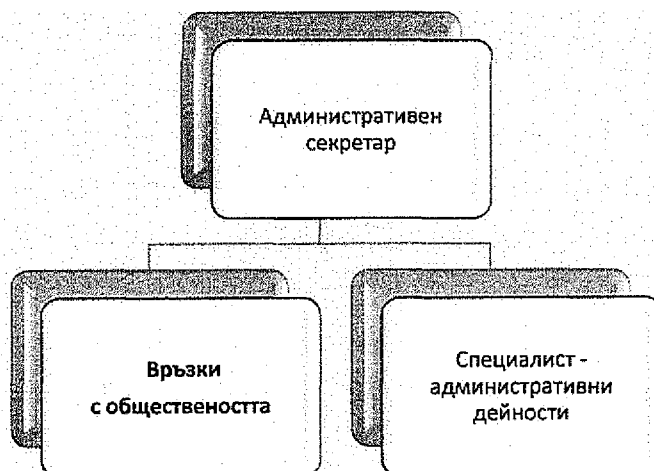 Административен
секретар
Връзки
с обществеността
Специалист -
административни
дейности